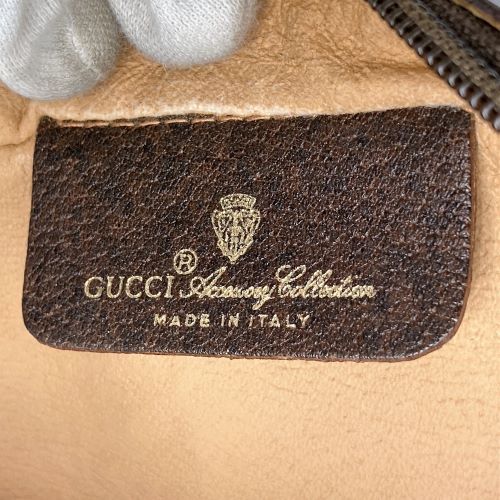 GUCCI® Accessory Collection
MADE IN ITALY